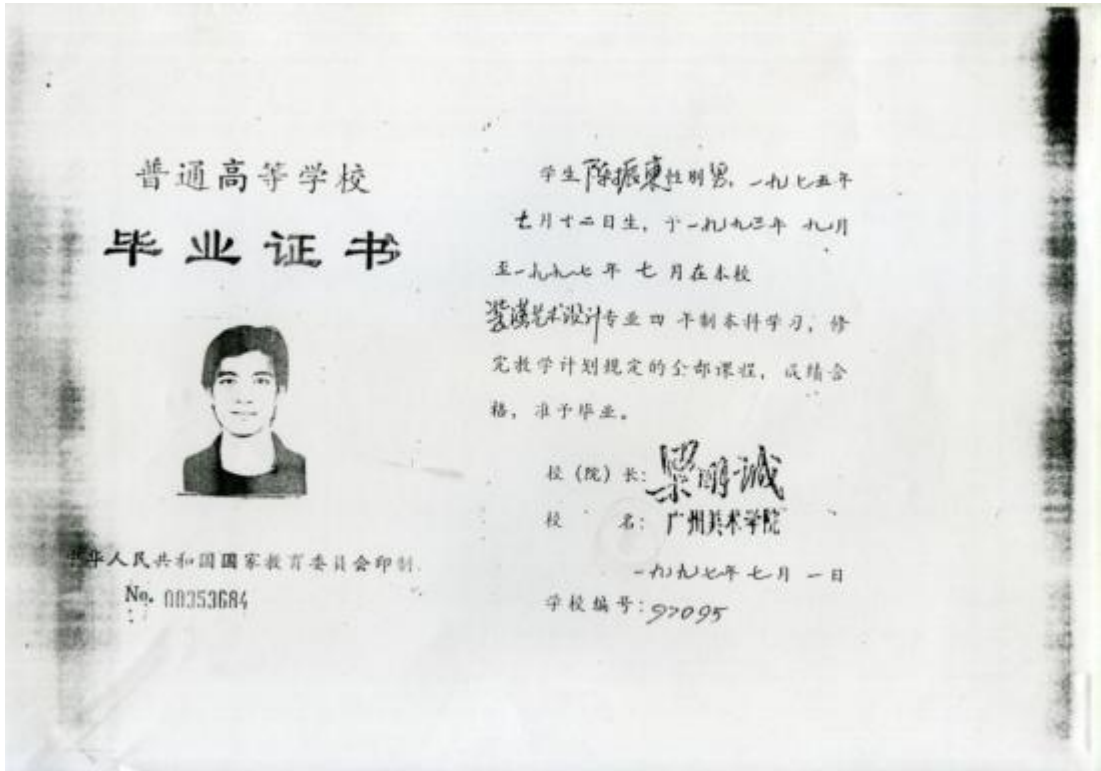 普通高等学校
毕业证书
中华人民共和国国家教育委员会印制
No. 00353684
学生陈振东性别男，一九七五年
七月十二日生，于一九九三年 九月
至一九九七年 七 月在本校
装潢艺术设计专业 四 年制本科学习，修
完教学计划规定的全部课程，成绩合
格，准予毕业。
校（院）长：梁明诚
校 名：广州美术学院
一九九七年 七 月 一 日
学校编号：97095